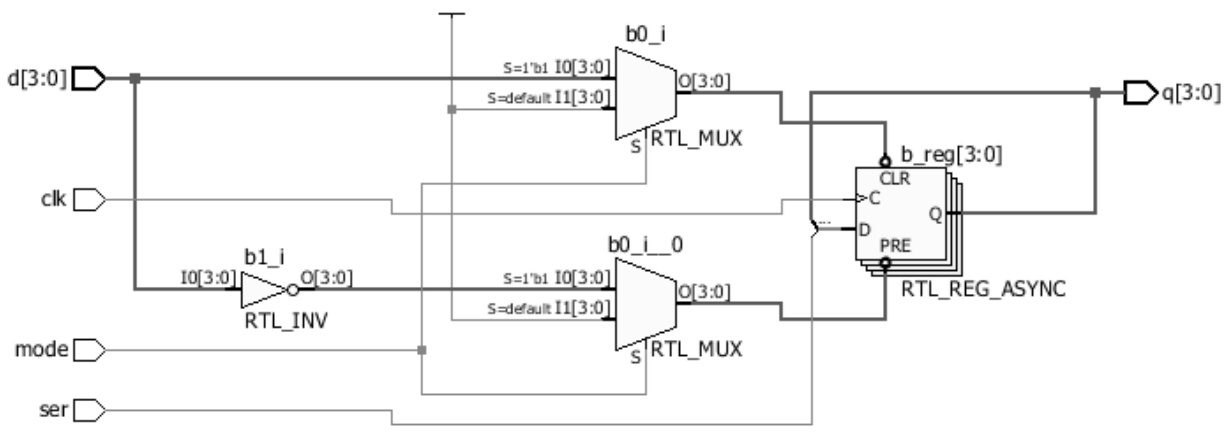 b0_i
d[3:0]
S=1'b1 I0[3:0]
O[3:0]
S=default I1[3:0]
q[3:0]
S
RTL_MUX
b_reg[3:0]
CLR
clk
C
Q
...
D
b1_i
b0_i__0
PRE
I0[3:0]
O[3:0]
S=1'b1 I0[3:0]
O[3:0]
RTL_REG_ASYNC
S=default I1[3:0]
RTL_INV
mode
S
RTL_MUX
ser